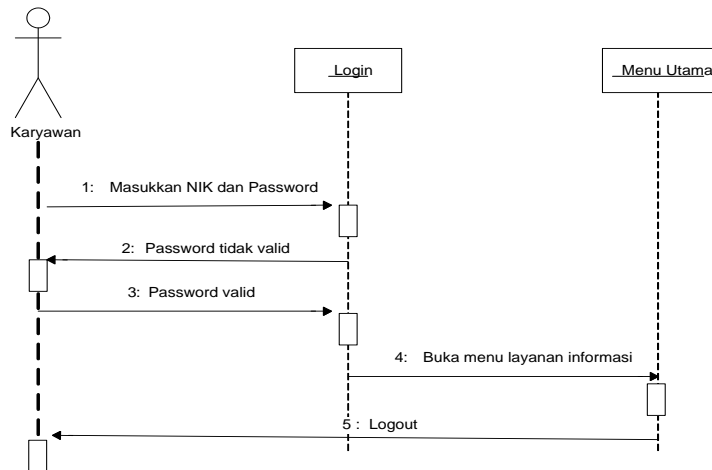 Login
Menu Utama
Karyawan
1: Masukkan NIK dan Password
2: Password tidak valid
3: Password valid
4: Buka menu layanan informasi
5 : Logout